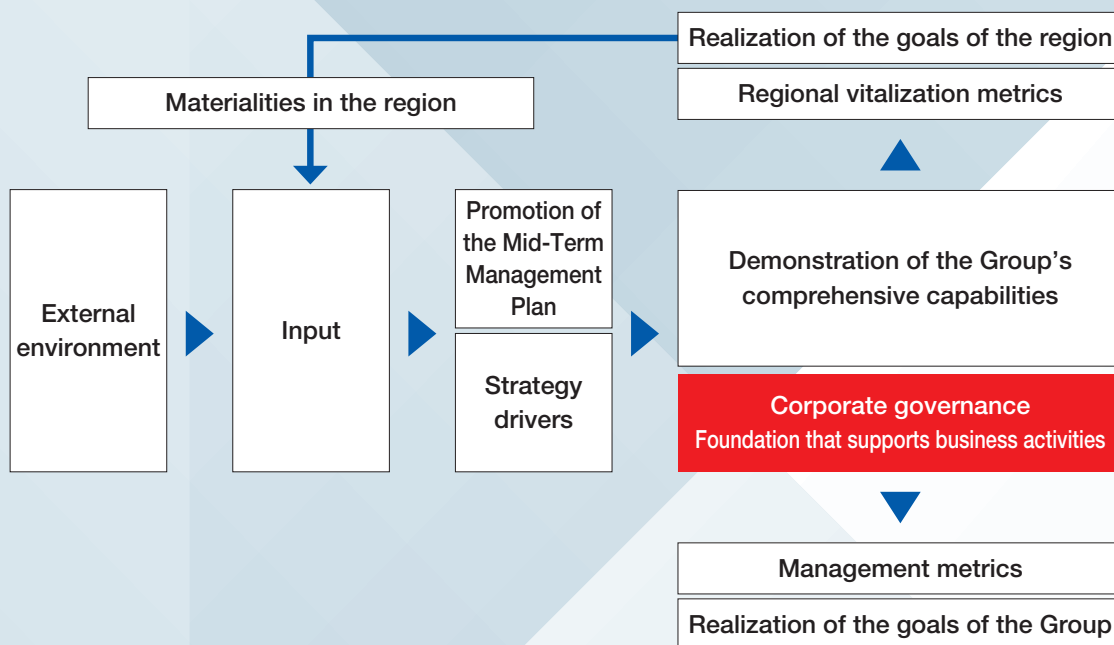 Realization of the goals of the region
Regional vitalization metrics
Materialities in the region
External
environment
Input
Promotion of
the Mid-Term
Management
Plan
Strategy
drivers
Demonstration of the Group's
comprehensive capabilities
Corporate governance
Foundation that supports business activities
Management metrics
Realization of the goals of the Group